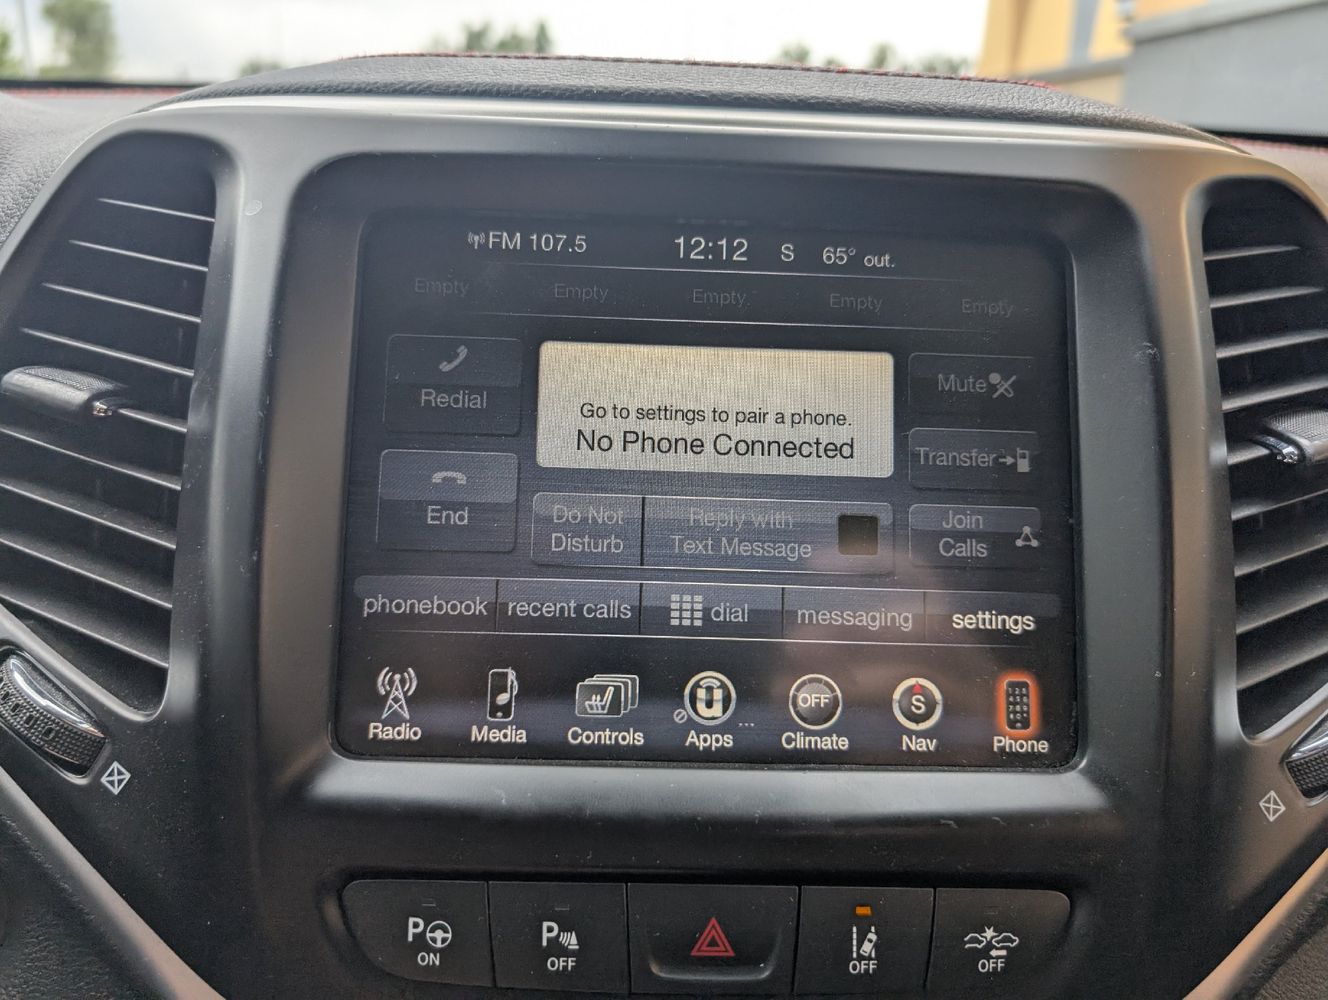 FM 107.5 12:12 S 65° out.
Empty Empty Empty Empty Empty
Redial
Go to settings to pair a phone.
No Phone Connected
Mute
Transfer
End
Do Not
Disturb
Reply with
Text Message
Join
Calls
phonebook recent calls dial messaging settings
OFF S
Radio Media Controls Apps Climate Nav Phone
P P
ON OFF OFF OFF